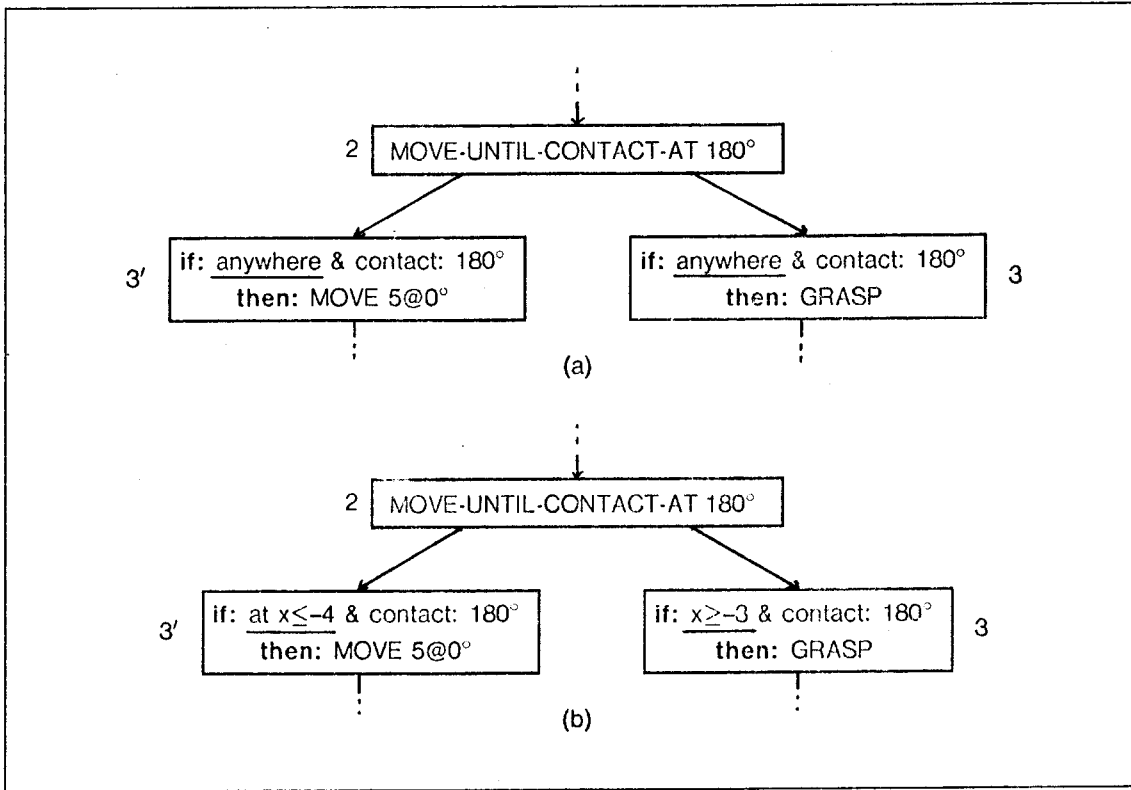 2 MOVE-UNTIL-CONTACT-AT 180°
3′ if: anywhere & contact: 180°
then: MOVE 5@0°
if: anywhere & contact: 180° 3
then: GRASP
(a)
2 MOVE-UNTIL-CONTACT-AT 180°
3′ if: at x≤-4 & contact: 180°
then: MOVE 5@0°
if: x≥-3 & contact: 180° 3
then: GRASP
(b)